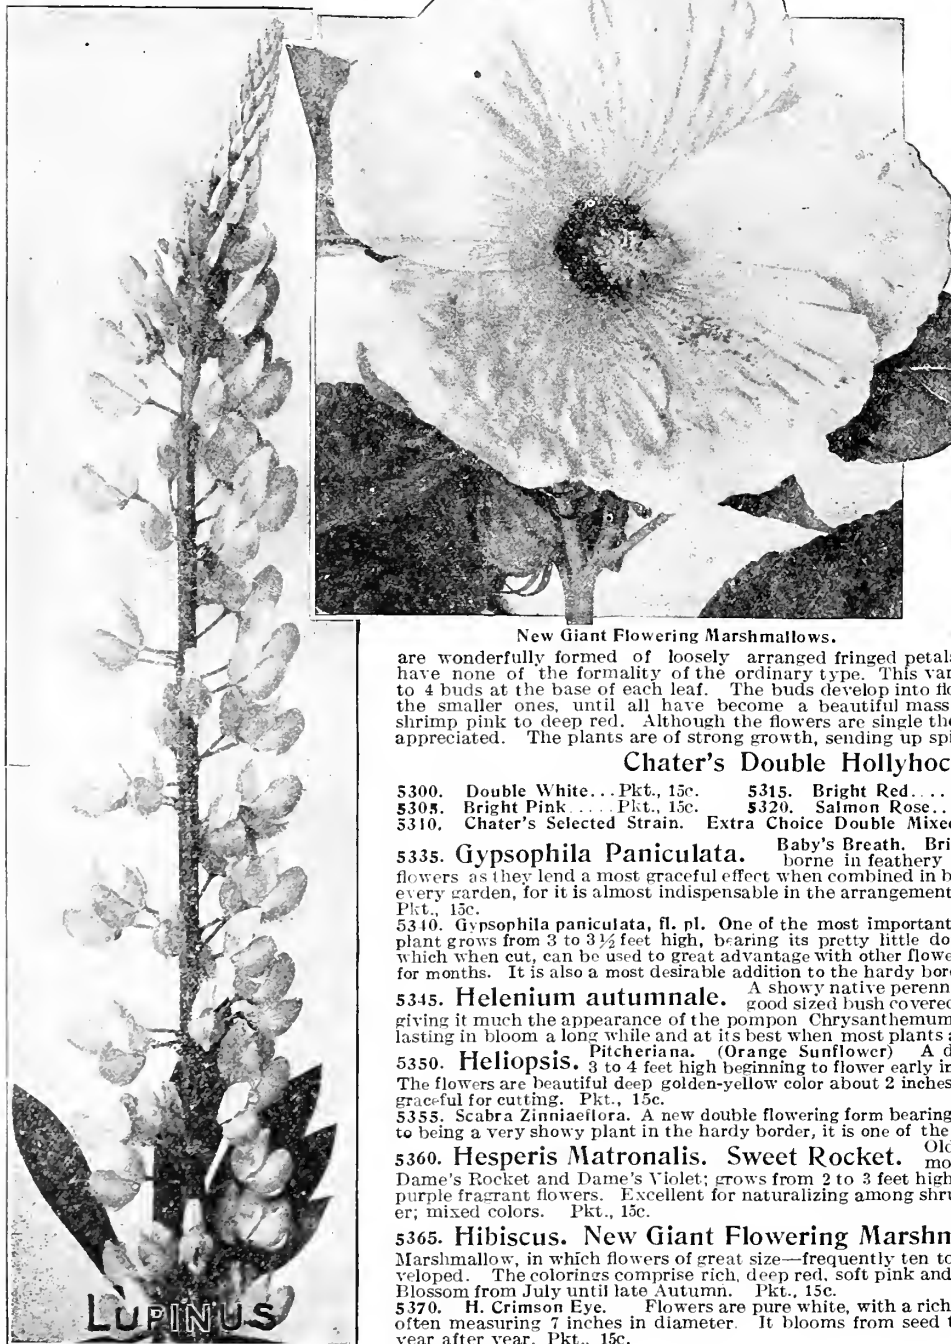 LUPINUS
New Giant Flowering Marshmallows.
are wonderfully formed of loosely arranged fringed petal
have none of the formality of the ordinary type. This var
to 4 buds at the base of each leaf. The buds develop into flo
the smaller ones, until all have become a beautiful mass
shrimp pink to deep red. Although the flowers are single the
appreciated. The plants are of strong growth, sending up spi
Chater's Double Hollyhoc
5300. Double White...Pkt., 15c. 5315. Bright Red....
5305. Bright Pink.....Pkt., 15c. 5320. Salmon Rose..
5310. Chater's Selected Strain. Extra Choice Double Mixe
5335. Gypsophila Paniculata. Baby's Breath. Bri
borne in feathery
flowers as they lend a most graceful effect when combined in b
every garden, for it is almost indispensable in the arrangement
Pkt., 15c.
5340. Gypsophila paniculata, fl. pl. One of the most important
plant grows from 3 to 3½ feet high, bearing its pretty little do
which when cut, can be used to great advantage with other flowe
for months. It is also a most desirable addition to the hardy bor
5345. Helenium autumnale. A showy native perenn
good sized bush covered
giving it much the appearance of the pompon Chrysanthemum
lasting in bloom a long while and at its best when most plants a
5350. Heliopsis. Pitcheriana. (Orange Sunflower) A d
3 to 4 feet high beginning to flower early in
The flowers are beautiful deep golden-yellow color about 2 inches
graceful for cutting. Pkt., 15c.
5355. Scabra Zinniaeflora. A new double flowering form bearing
to being a very showy plant in the hardy border, it is one of the
5360. Hesperis Matronalis. Sweet Rocket. Old
mo
Dame's Rocket and Dame's Violet; grows from 2 to 3 feet high
purple fragrant flowers. Excellent for naturalizing among shru
er; mixed colors. Pkt., 15c.
5365. Hibiscus. New Giant Flowering Marshm
Marshmallow, in which flowers of great size—frequently ten to
veloped. The colorings comprise rich, deep red, soft pink and
Blossom from July until late Autumn. Pkt., 15c.
5370. H. Crimson Eye. Flowers are pure white, with a rich
often measuring 7 inches in diameter. It blooms from seed t
year after year. Pkt., 15c.